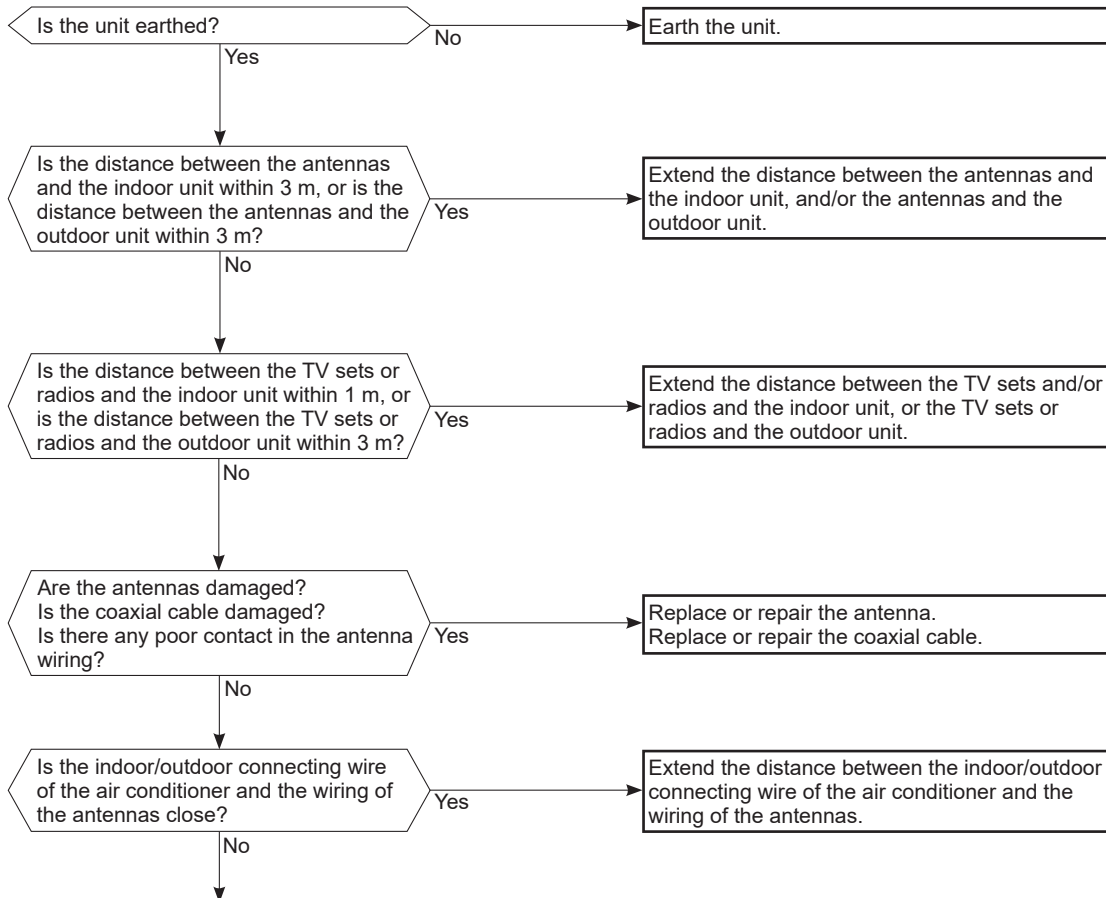 Is the unit earthed?
No
Earth the unit.
Yes
Is the distance between the antennas
and the indoor unit within 3 m, or is the
distance between the antennas and the
outdoor unit within 3 m?
Yes
Extend the distance between the antennas and
the indoor unit, and/or the antennas and the
outdoor unit.
No
Is the distance between the TV sets or
radios and the indoor unit within 1 m, or
is the distance between the TV sets or
radios and the outdoor unit within 3 m?
Yes
Extend the distance between the TV sets and/or
radios and the indoor unit, or the TV sets or
radios and the outdoor unit.
No
Are the antennas damaged?
Is the coaxial cable damaged?
Is there any poor contact in the antenna
wiring?
Yes
Replace or repair the antenna.
Replace or repair the coaxial cable.
No
Is the indoor/outdoor connecting wire
of the air conditioner and the wiring of
the antennas close?
Yes
Extend the distance between the indoor/outdoor
connecting wire of the air conditioner and the
wiring of the antennas.
No